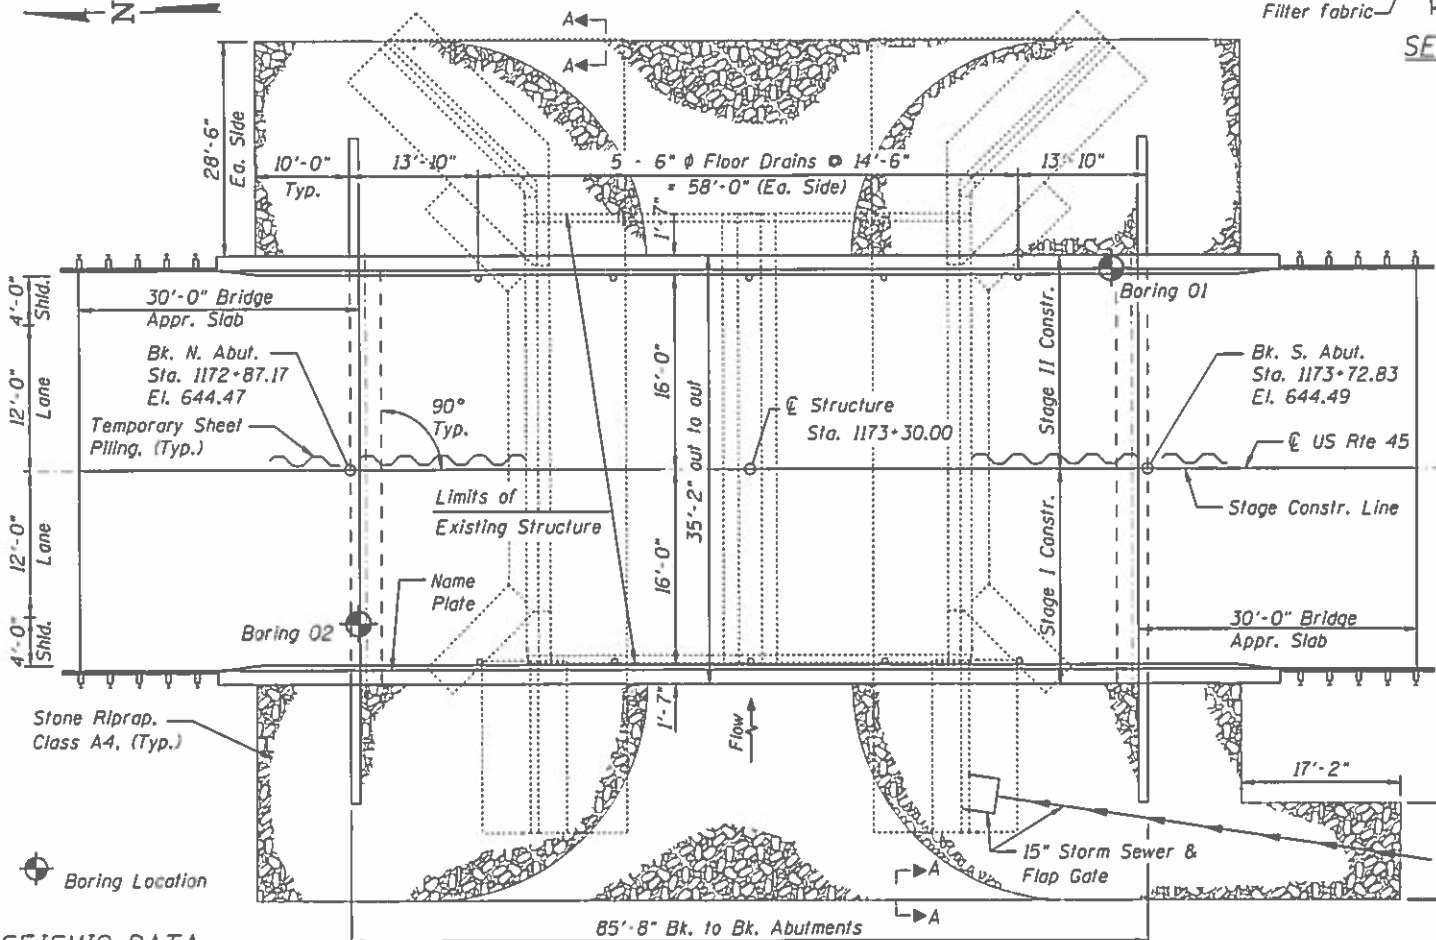 N
A
A
Filter fabric
SE
28'-6"
Ea. Side
10'-0"
Typ.
13'-10"
5 - 6" ϕ Floor Drains @ 14'-6"
= 58'-0" (Ea. Side)
13'-10"
1'-7"
4'-0"
Shld.
12'-0"
Lane
12'-0"
Lane
4'-0"
Shld.
30'-0" Bridge
Appr. Slab
Bk. N. Abut.
Sta. 1172+87.17
El. 644.47
Temporary Sheet
Piling, (Typ.)
90°
Typ.
16'-0"
16'-0"
35'-2" out to out
℄ Structure
Sta. 1173+30.00
Stage II Constr.
Stage I Constr.
Boring 01
Bk. S. Abut.
Sta. 1173+72.83
El. 644.49
℄ US Rte 45
Stage Constr. Line
Limits of
Existing Structure
Name
Plate
Boring 02
30'-0" Bridge
Appr. Slab
Stone Riprap,
Class A4, (Typ.)
1'-7"
Flow
17'-2"
15" Storm Sewer &
Flap Gate
Boring Location
A
A
85'-8" Bk. to Bk. Abutments
SEISMIC DATA